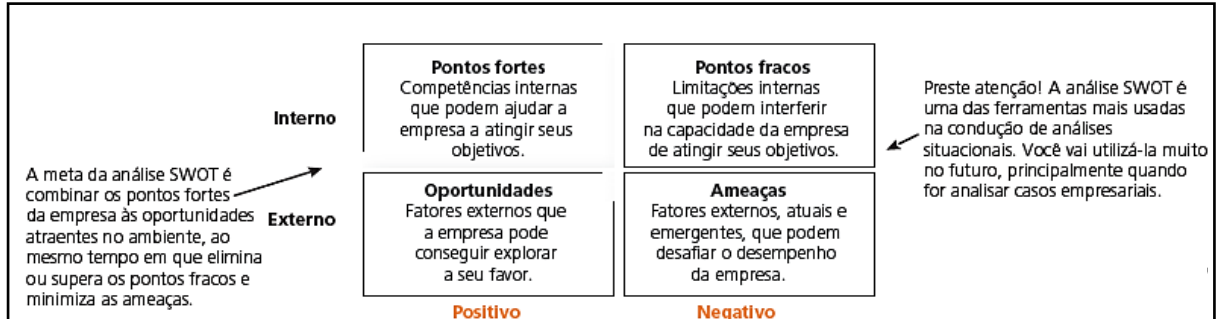 Pontos fortes
Competências internas
que podem ajudar a
empresa a atingir seus
objetivos.
Pontos fracos
Limitações internas
que podem interferir
na capacidade da empresa
de atingir seus objetivos.
Interno
Preste atenção! A análise SWOT é
uma das ferramentas mais usadas
na condução de análises
situacionais. Você vai utilizá-la muito
no futuro, principalmente quando
for analisar casos empresariais.
A meta da análise SWOT é
combinar os pontos fortes
da empresa às oportunidades
atraentes no ambiente, ao
mesmo tempo em que elimina
ou supera os pontos fracos e
minimiza as ameaças.
Externo
Oportunidades
Fatores externos que
a empresa pode
conseguir explorar
a seu favor.
Ameaças
Fatores externos, atuais e
emergentes, que podem
desafiar o desempenho
da empresa.
Positivo
Negativo